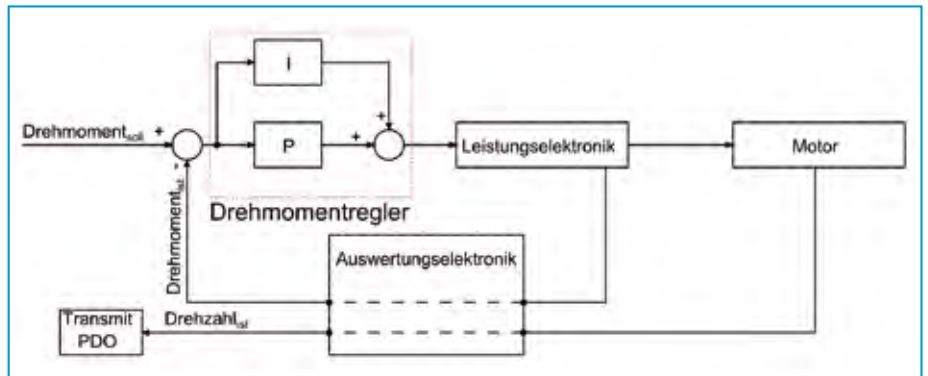 i
Drehmoment_soll
+
+
-
P
+
Leistungselektronik
Motor
Drehmomentregler
Drehmoment_ist
Auswertungselektronik
Transmit
PDO
Drehzahl_ist